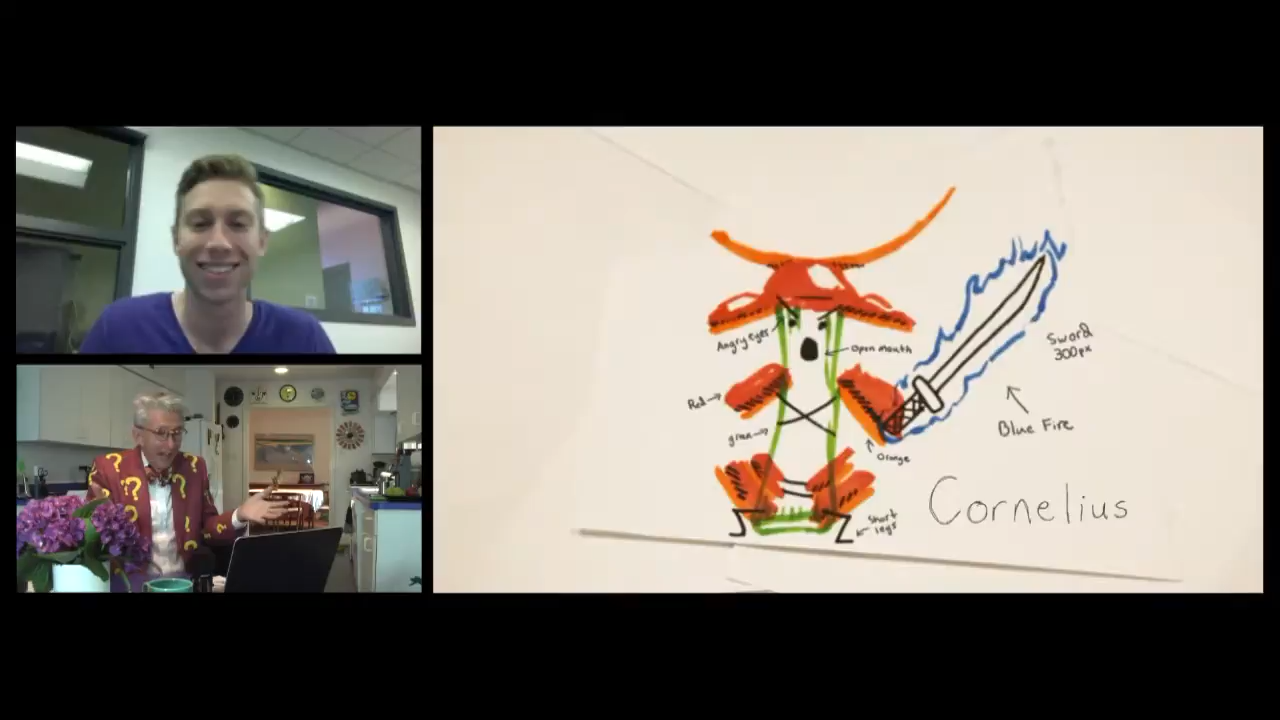 Angry eyes
Open mouth
Red
green
Orange
Short
legs
Sword
300px
Blue Fire
Cornelius
? ? ? ?